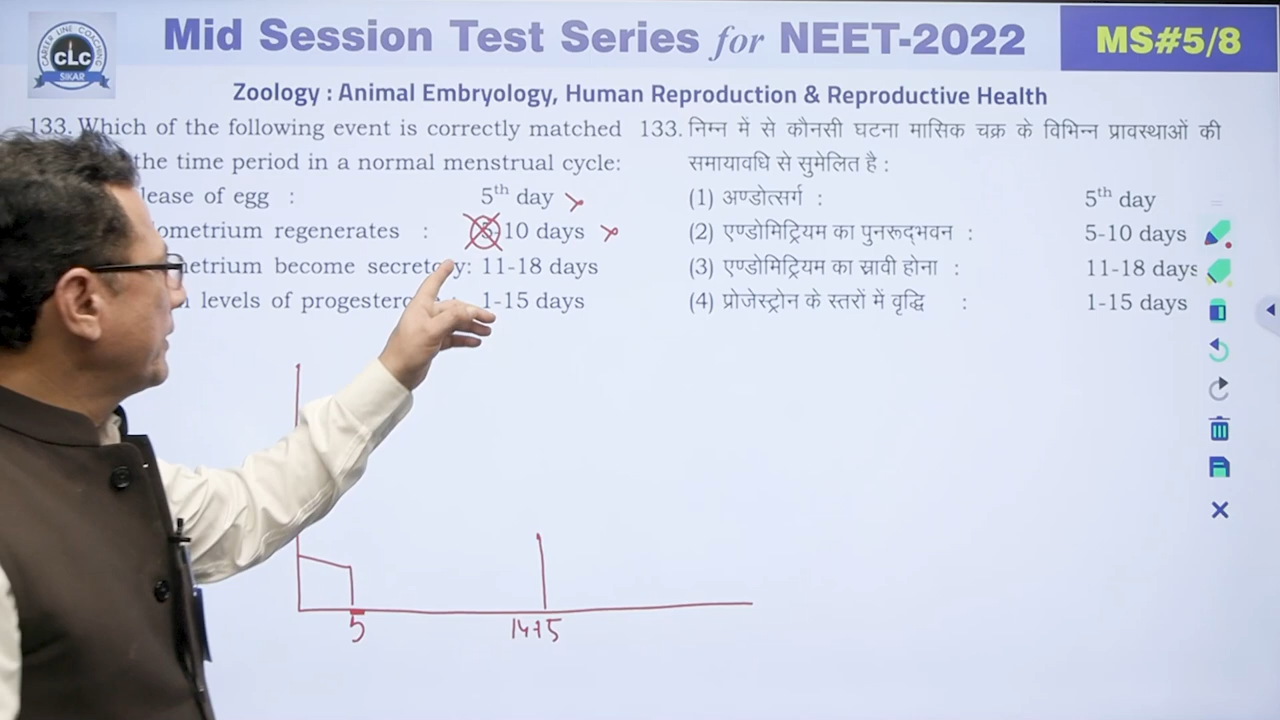 CAREER LINE COACHING
CLC
SIKAR
Mid Session Test Series for NEET-2022
MS#5/8
Zoology : Animal Embryology, Human Reproduction & Reproductive Health
133. Which of the following event is correctly matched
the time period in a normal menstrual cycle:
lease of egg : 5th day
ometrium regenerates : 5-10 days
metrium become secretory: 11-18 days
levels of progestero : 1-15 days
133. निम्न में से कौनसी घटना मासिक चक्र के विभिन्न प्रावस्थाओं की
समायावधि से सुमेलित है :
(1) अण्डोत्सर्ग : 5th day
(2) एण्डोमिट्रियम का पुनरूद्भवन : 5-10 days
(3) एण्डोमिट्रियम का स्रावी होना : 11-18 days
(4) प्रोजेस्ट्रोन के स्तरों में वृद्धि : 1-15 days
5